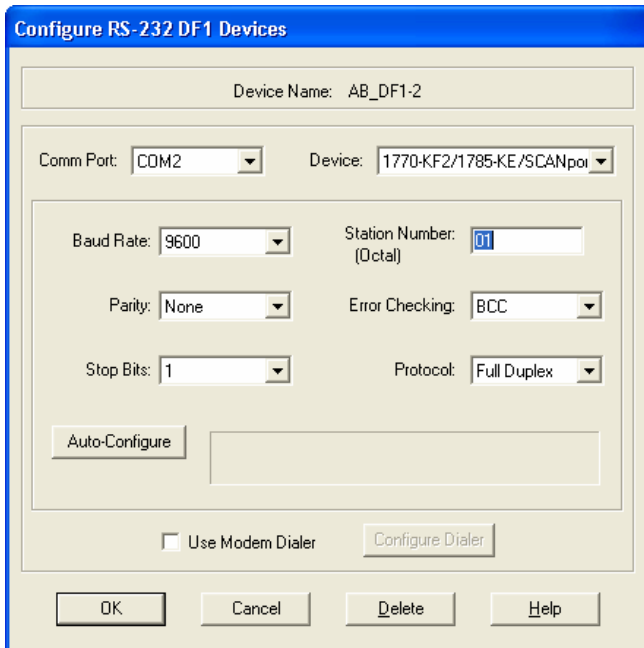 Configure RS-232 DF1 Devices
Device Name: AB_DF1-2
Comm Port: COM2 Device: 1770-KF2/1785-KE/SCANpor
Baud Rate: 9600 Station Number: 01
(Octal)
Parity: None Error Checking: BCC
Stop Bits: 1 Protocol: Full Duplex
Auto-Configure
Use Modem Dialer Configure Dialer
OK Cancel Delete Help